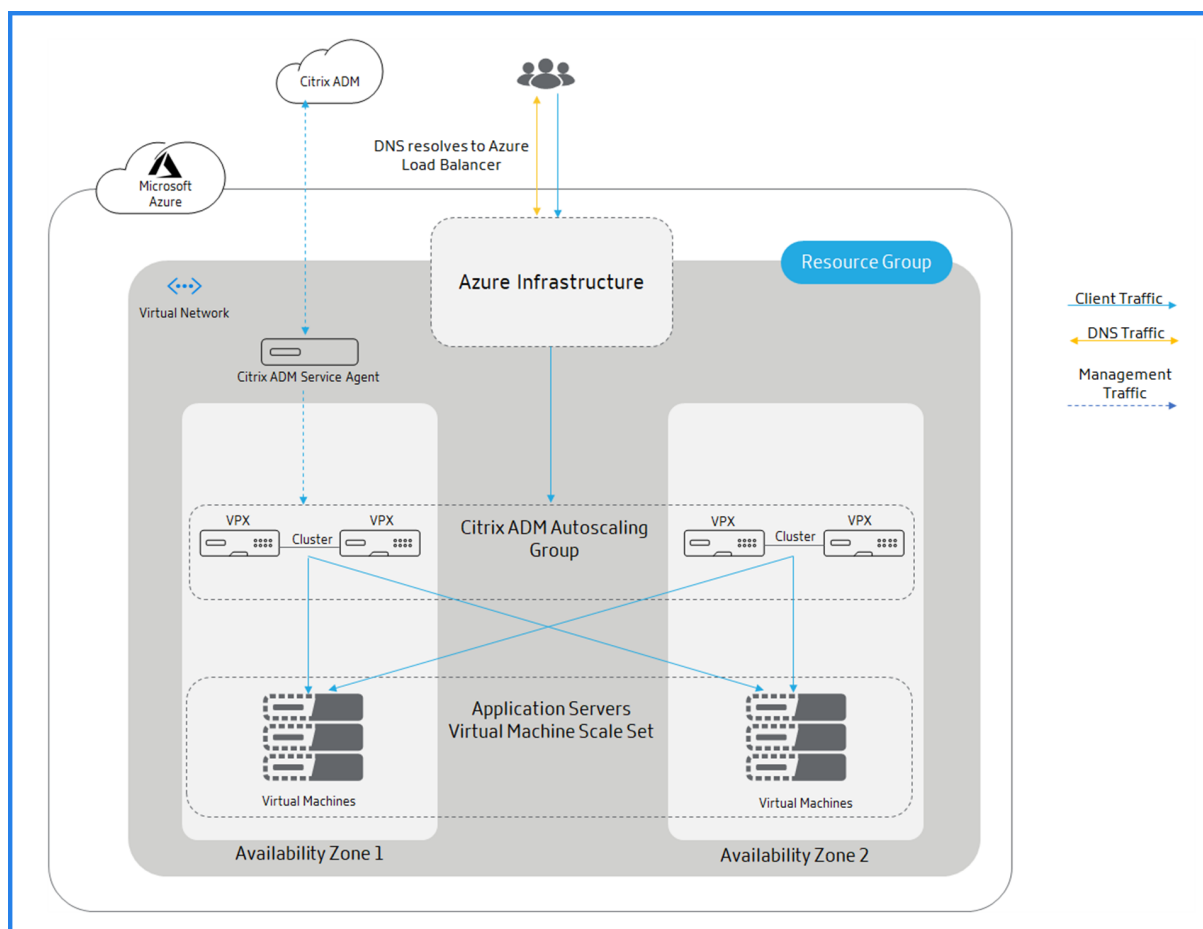 Citrix ADM
DNS resolves to Azure
Load Balancer
Microsoft
Azure
Azure Infrastructure
Resource Group
Virtual Network
Client Traffic
DNS Traffic
Management
Traffic
Citrix ADM Service Agent
VPX
VPX
Cluster
Citrix ADM Autoscaling
Group
VPX
VPX
Cluster
Application Servers
Virtual Machine Scale Set
Virtual Machines
Virtual Machines
Availability Zone 1
Availability Zone 2